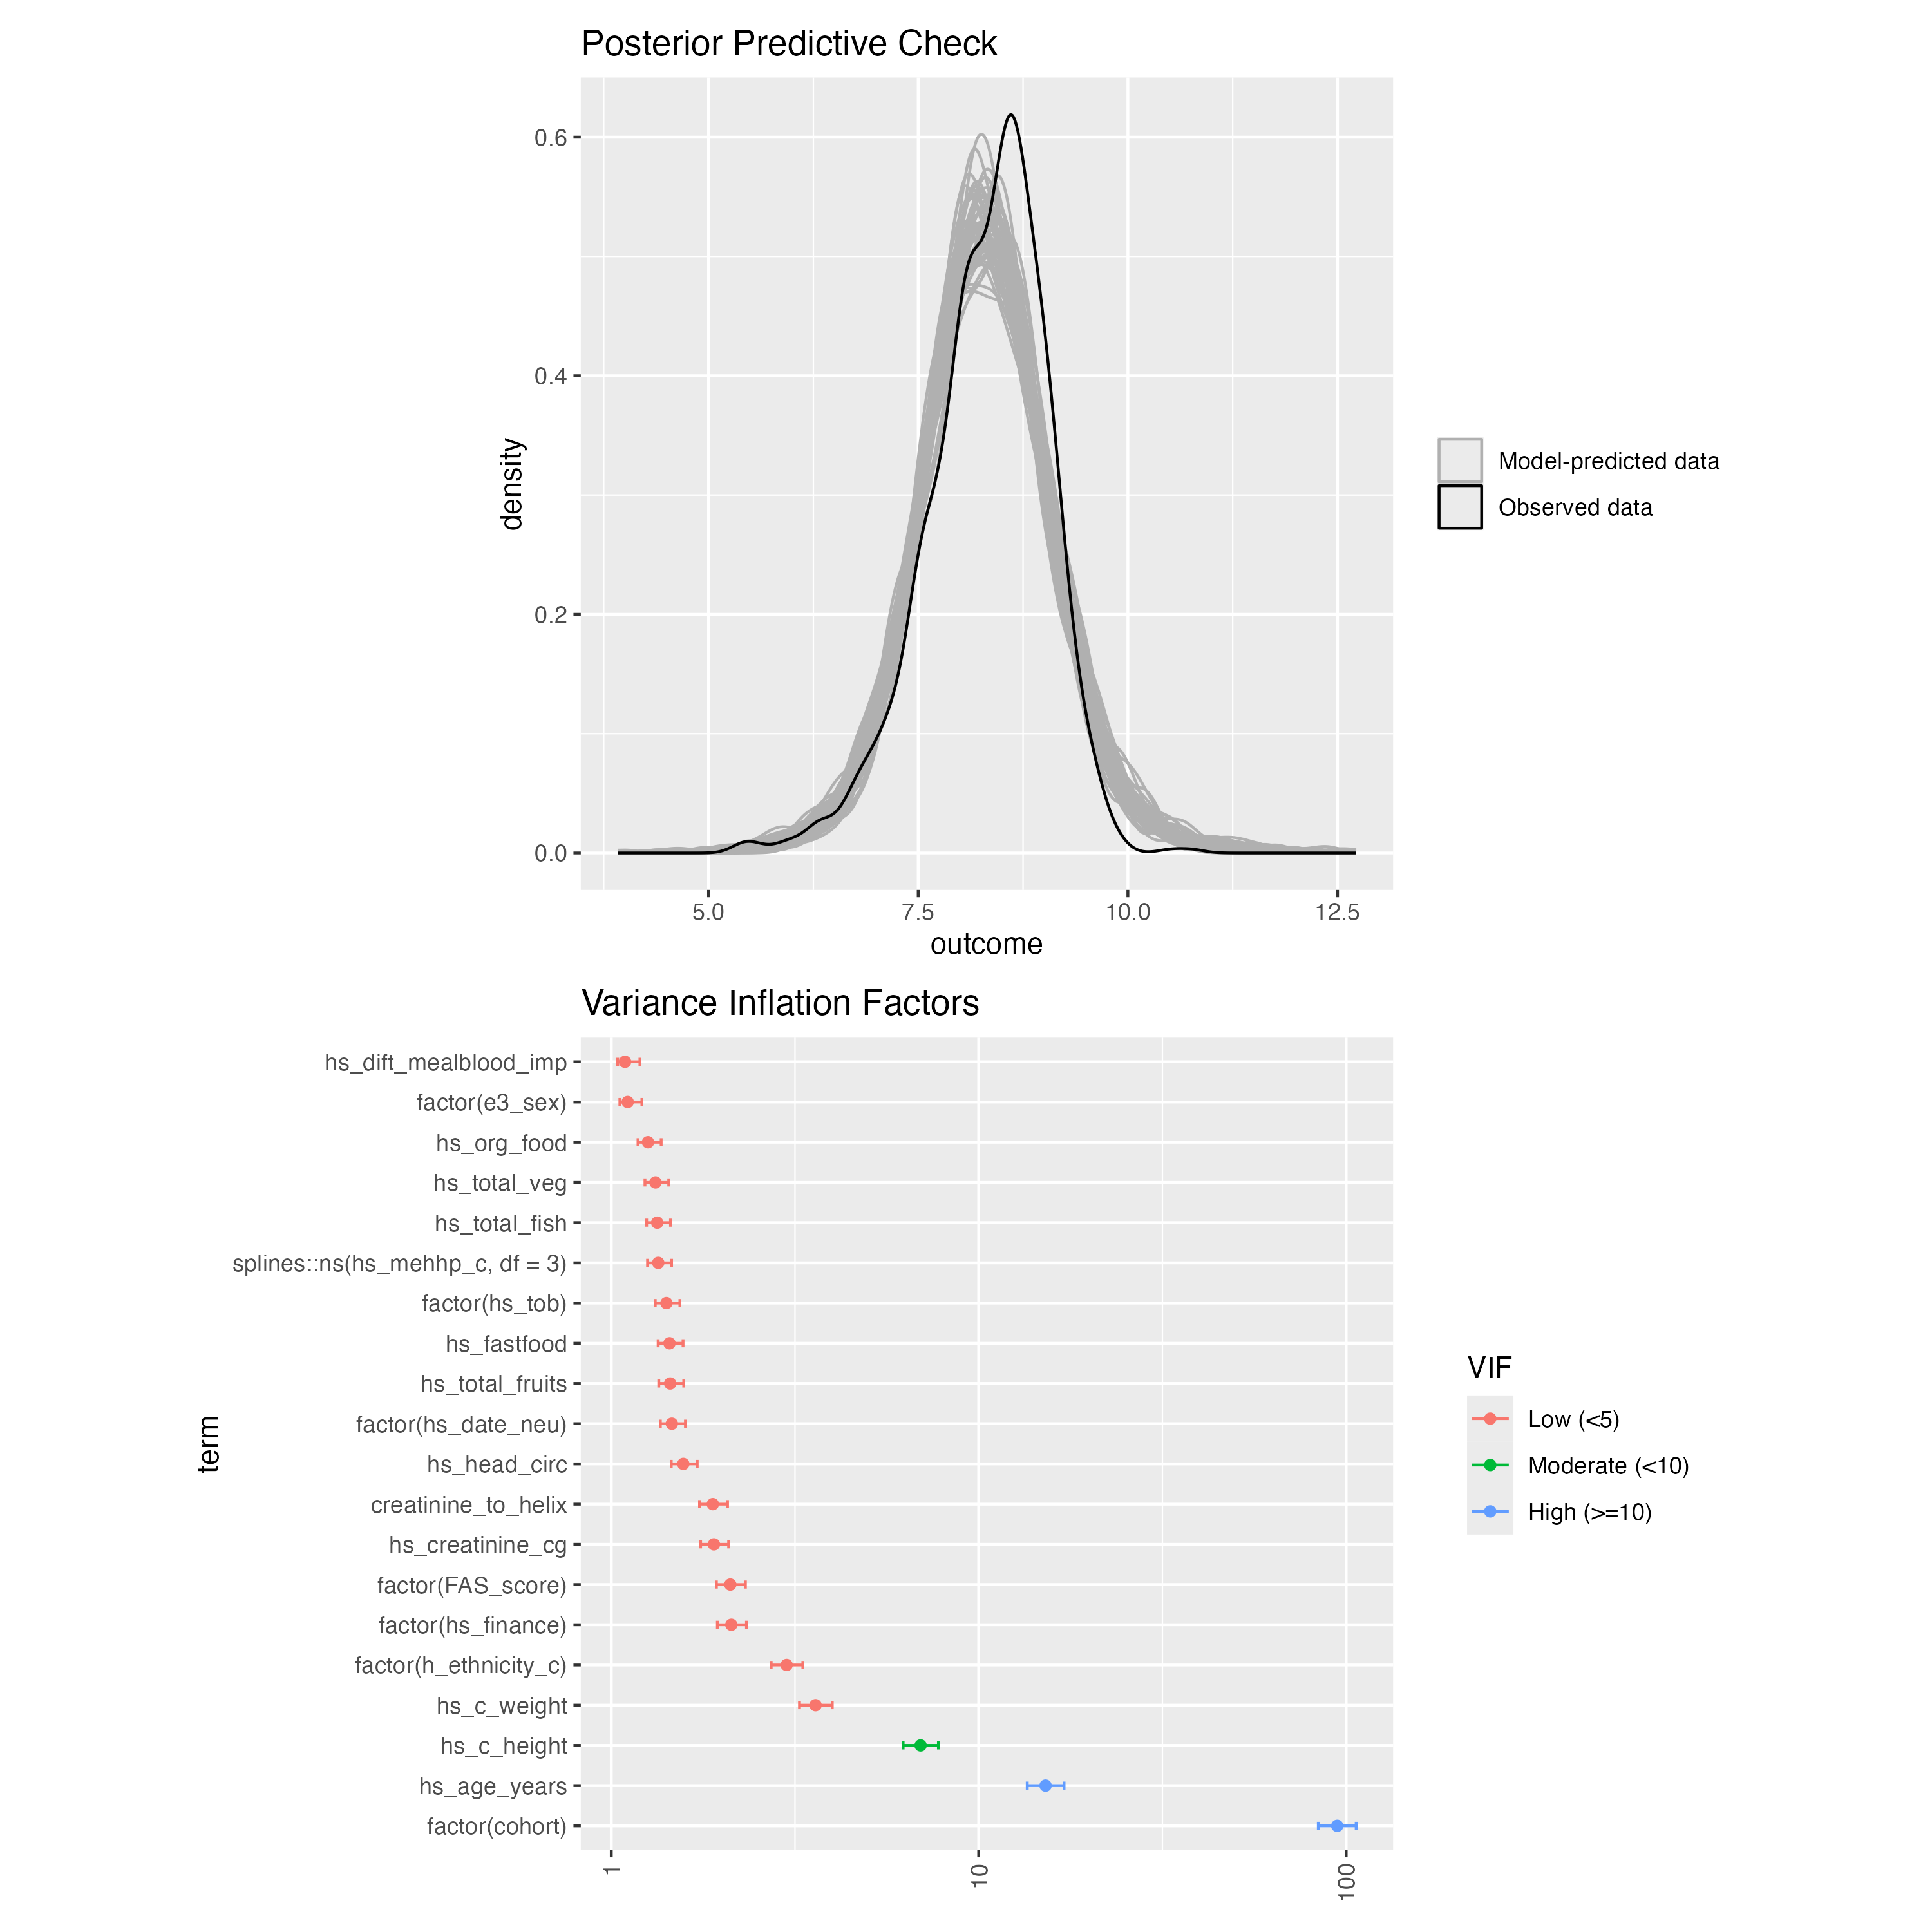 Posterior Predictive Check
0.6
0.4
0.2
0.0
density
5.0
7.5
10.0
12.5
outcome
Model-predicted data
Observed data
Variance Inflation Factors
hs_dift_mealblood_imp
factor(e3_sex)
hs_org_food
hs_total_veg
hs_total_fish
splines::ns(hs_mehhp_c, df = 3)
factor(hs_tob)
hs_fastfood
hs_total_fruits
factor(hs_date_neu)
hs_head_circ
creatinine_to_helix
hs_creatinine_cg
factor(FAS_score)
factor(hs_finance)
factor(h_ethnicity_c)
hs_c_weight
hs_c_height
hs_age_years
factor(cohort)
term
1
10
100
VIF
Low (<5)
Moderate (<10)
High (>=10)